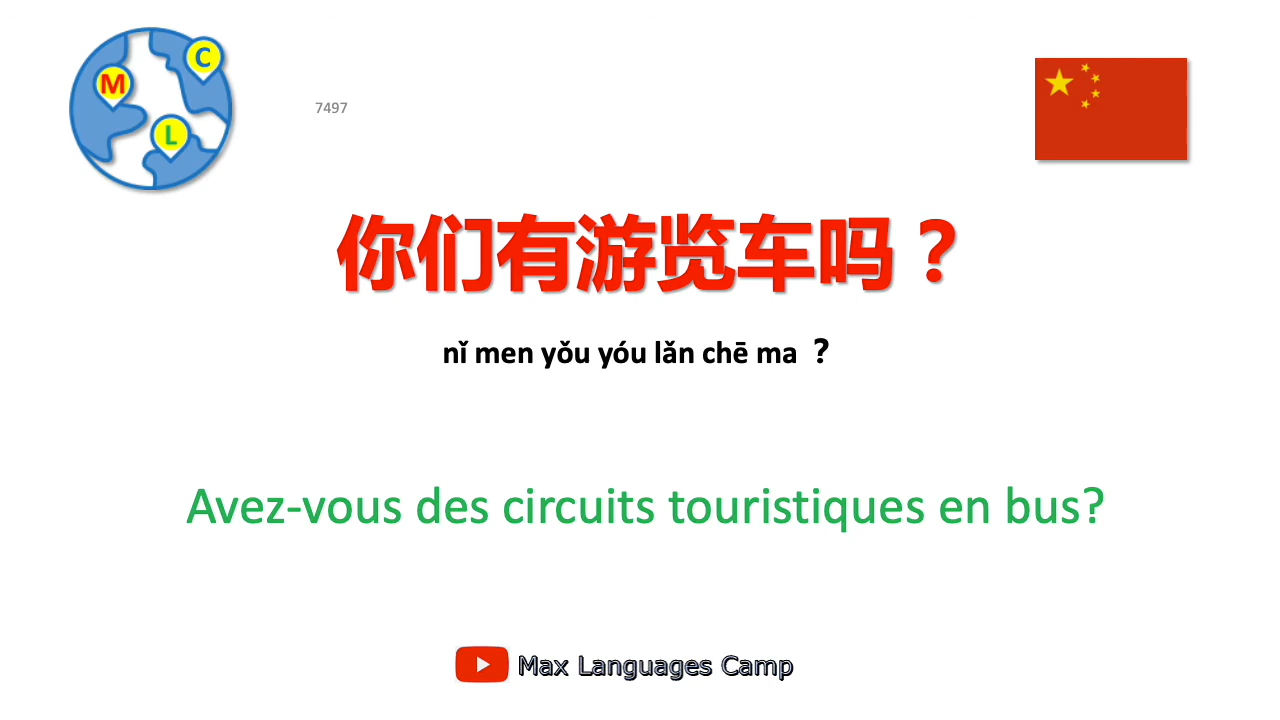 M
C
L
7497
你们有游览车吗？
nǐ men yǒu yóu lǎn chē ma ？
Avez-vous des circuits touristiques en bus?
Max Languages Camp